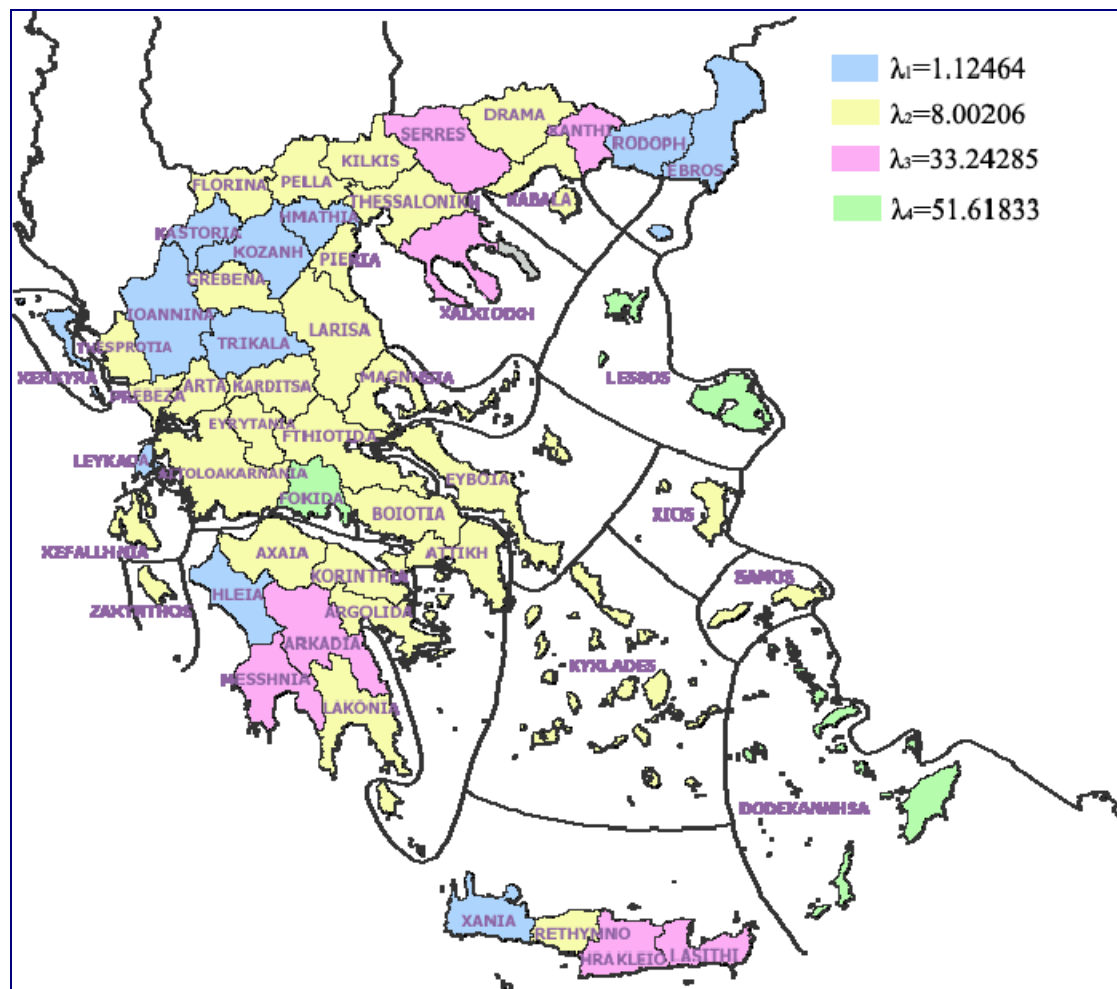 λ1=1.12464
λ2=8.00206
λ3=33.24285
λ4=51.61833
DRAMA
SERRES
XANTHI
RODOPH
EBROS
KILKIS
FLORINA
PELLA
THESSALONIKH
KABALA
KASTORIA
HMATHIA
KOZANH
PIERIA
GREBENA
IOANNINA
XALKIDIKH
LARISA
TRIKALA
THESPROTIA
XERKYRA
LESBOS
MAGNHSIA
PREBEZA
ARTA
KARDITSA
EYRYTANIA
FTHIOTIDA
LEYKADA
AITOLOAKARNANIA
EYBOIA
FOKIDA
BOIOTIA
XIOS
XEFALLHNIA
AXAIA
ATTIKH
KORINTHIA
SAMOS
HLEIA
ZAKYNTHOS
ARGOLIDA
ARKADIA
KYKLADES
MESSHNIA
LAKONIA
DODEKANNHSA
XANIA
RETHYMNO
HRAKLEIO
LASITHI